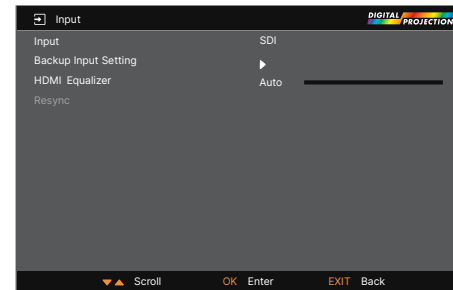 Input
DIGITAL PROJECTION
Input SDI
Backup Input Setting
HDMI Equalizer Auto
Resync
Scroll OK Enter EXIT Back